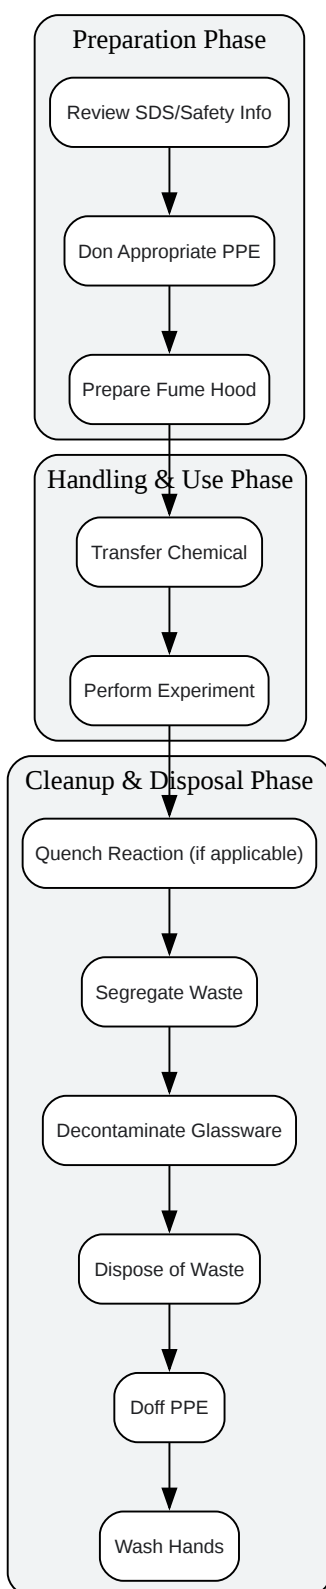 Preparation Phase
Review SDS/Safety Info
Don Appropriate PPE
Prepare Fume Hood
Handling & Use Phase
Transfer Chemical
Perform Experiment
Cleanup & Disposal Phase
Quench Reaction (if applicable)
Segregate Waste
Decontaminate Glassware
Dispose of Waste
Doff PPE
Wash Hands